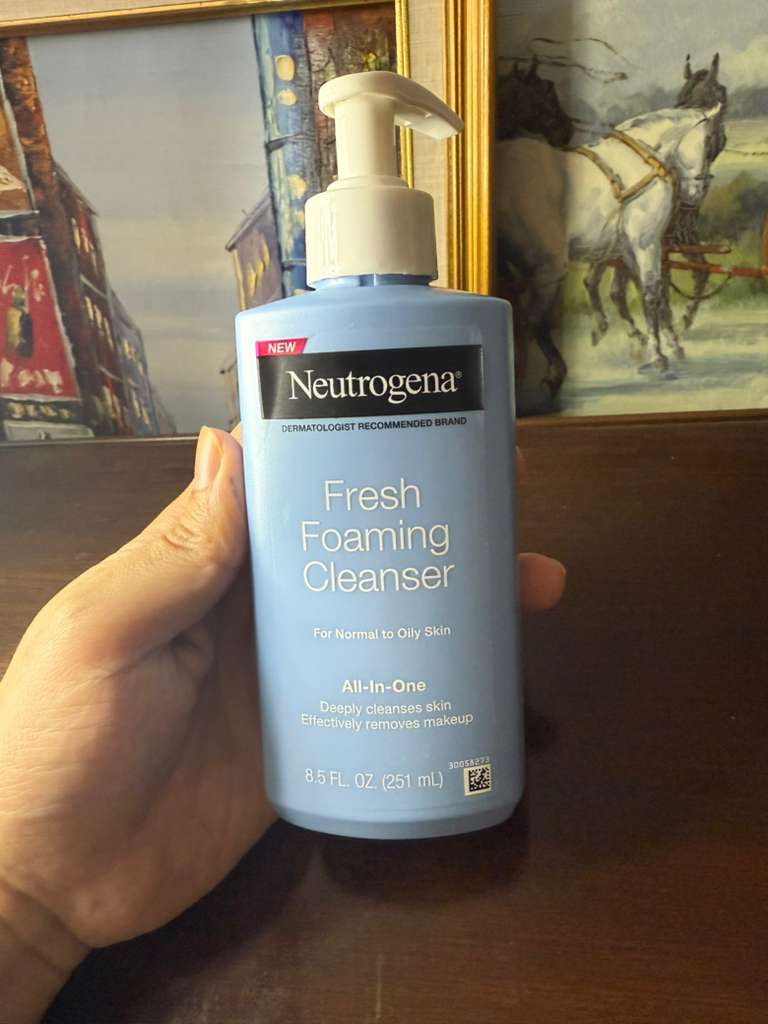 NEW
Neutrogena®
DERMATOLOGIST RECOMMENDED BRAND
Fresh
Foaming
Cleanser
For Normal to Oily Skin
All-In-One
Deeply cleanses skin
Effectively removes makeup
30058273
8.5 FL. OZ. (251 mL)